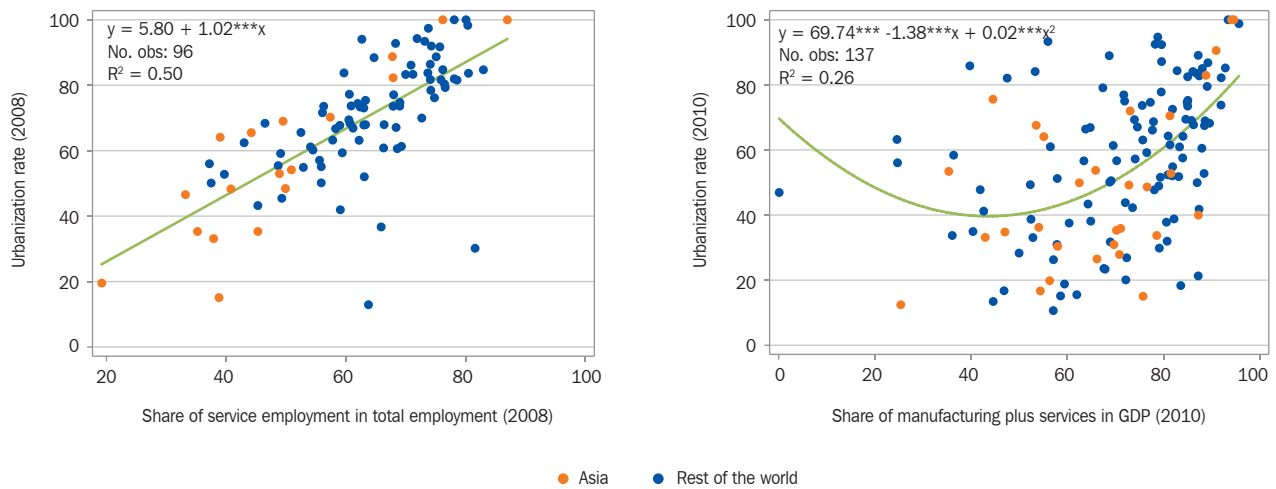 y = 5.80 + 1.02***x
No. obs: 96
R² = 0.50
100
80
60
40
20
0
Urbanization rate (2008)
20
40
60
80
100
Share of service employment in total employment (2008)
y = 69.74*** -1.38***x + 0.02***x²
No. obs: 137
R² = 0.26
100
80
60
40
20
0
Urbanization rate (2010)
0
20
40
60
80
100
Share of manufacturing plus services in GDP (2010)
Asia
Rest of the world